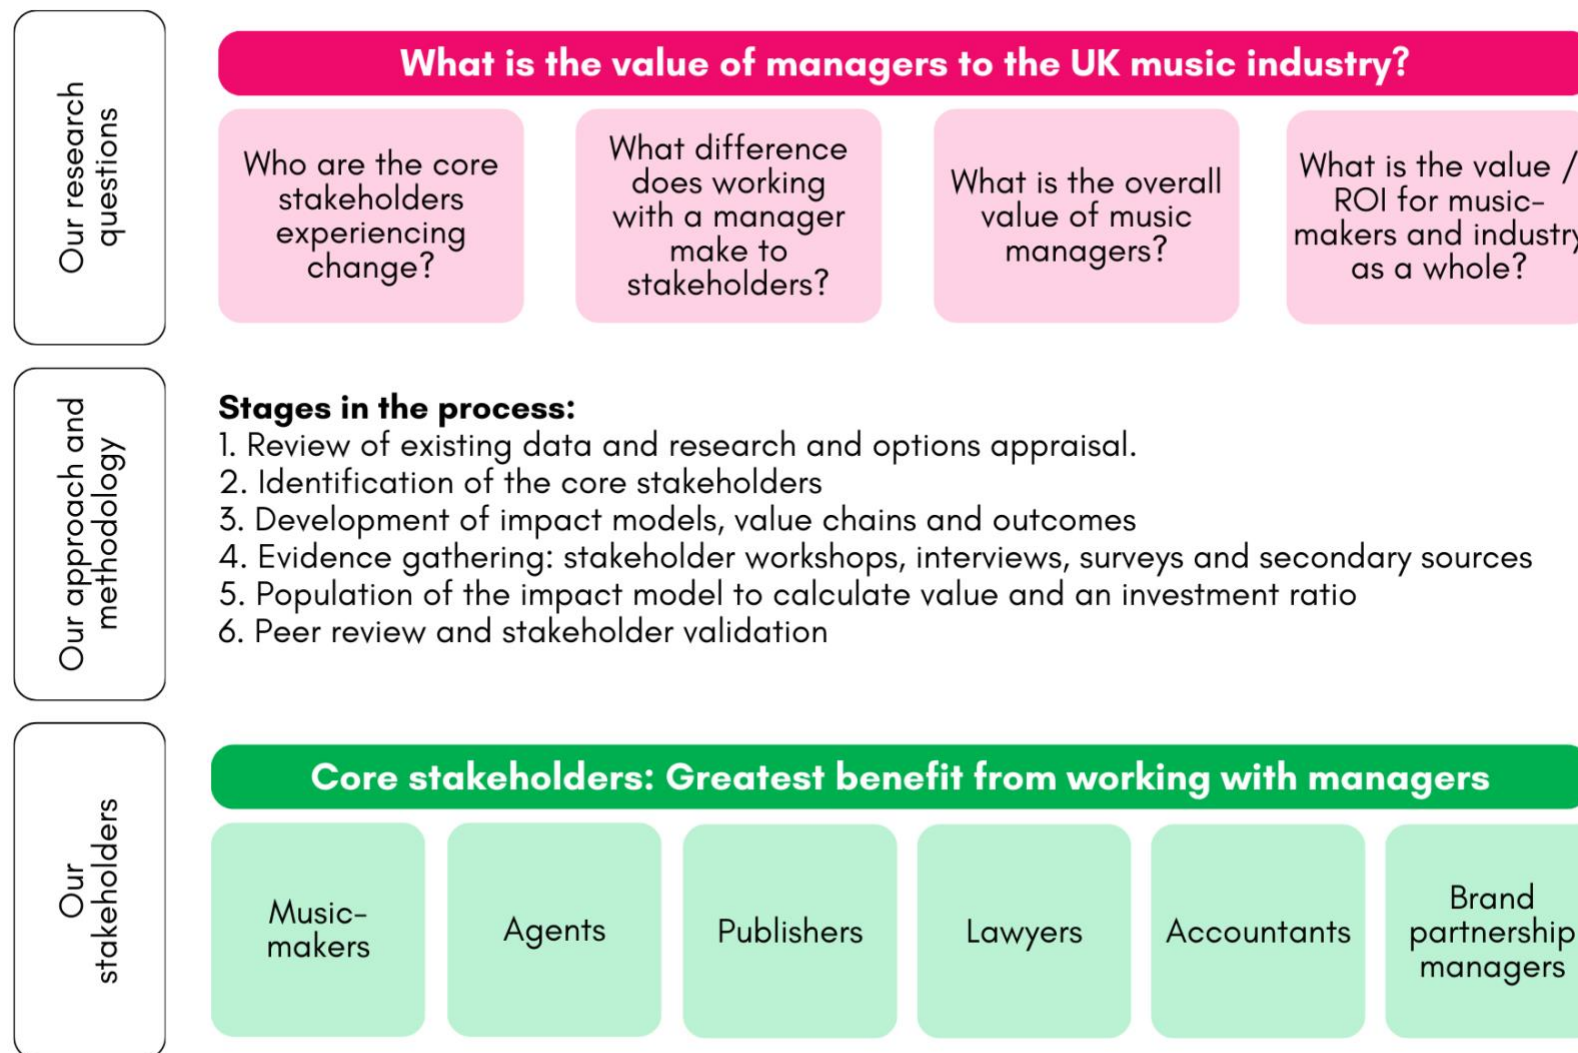 Our research
questions
What is the value of managers to the UK music industry?
Who are the core
stakeholders
experiencing
change?
What difference
does working
with a manager
make to
stakeholders?
What is the overall
value of music
managers?
What is the value /
ROI for music-
makers and industry
as a whole?
Our approach and
methodology
Stages in the process:
1. Review of existing data and research and options appraisal.
2. Identification of the core stakeholders
3. Development of impact models, value chains and outcomes
4. Evidence gathering: stakeholder workshops, interviews, surveys and secondary sources
5. Population of the impact model to calculate value and an investment ratio
6. Peer review and stakeholder validation
Our
stakeholders
Core stakeholders: Greatest benefit from working with managers
Music-
makers
Agents
Publishers
Lawyers
Accountants
Brand
partnership
managers